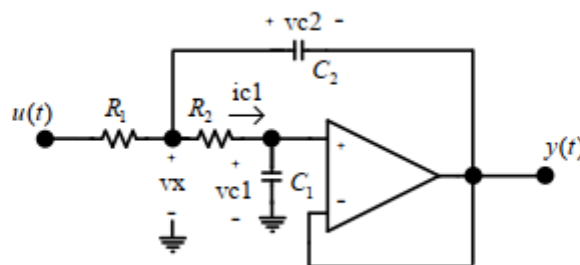 + vc2 -
C₂
u(t)
R₁
R₂
ic1
+
vx
-
+
vc1
-
C₁
+
-
y(t)